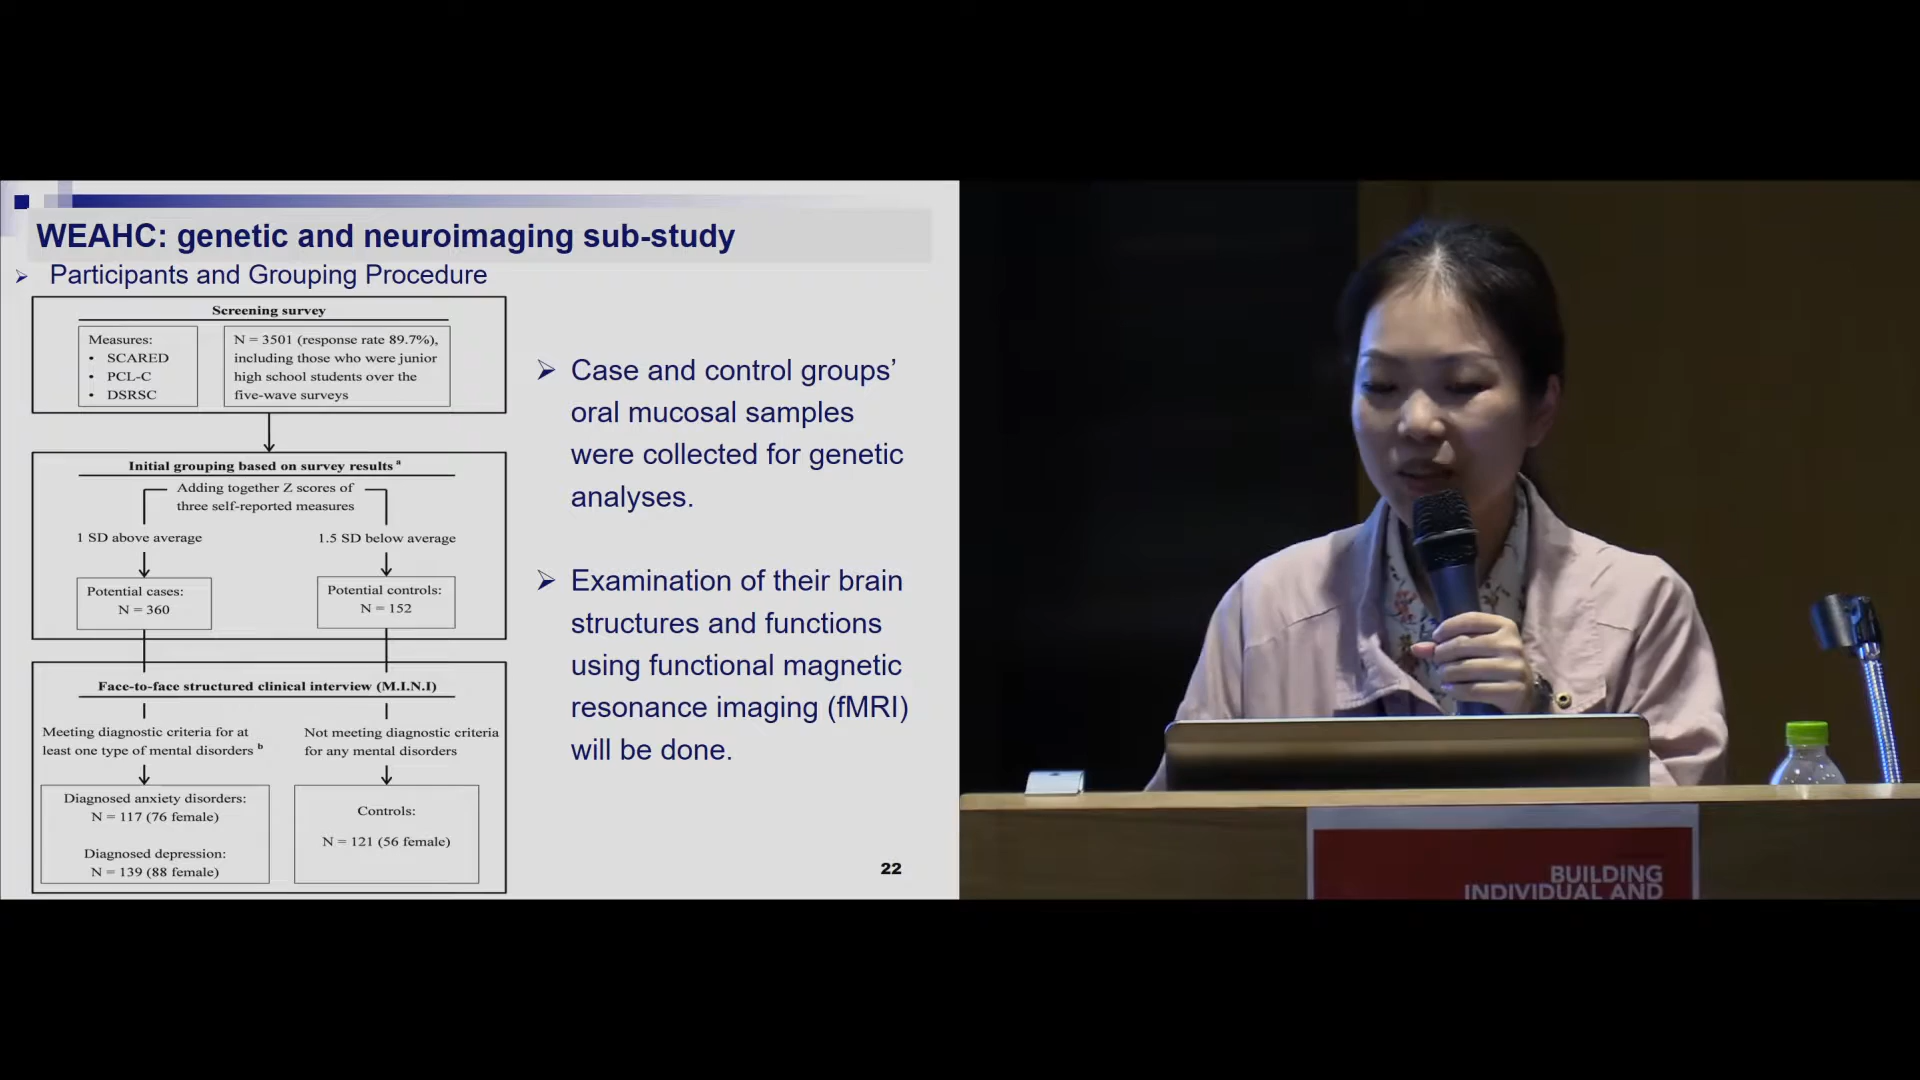 WEAHC: genetic and neuroimaging sub-study
➢ Participants and Grouping Procedure
Screening survey
Measures:
• SCARED
• PCL-C
• DSRSC
N = 3501 (response rate 89.7%),
including those who were junior
high school students over the
five-wave surveys
Initial grouping based on survey results a
Adding together Z scores of
three self-reported measures
1 SD above average
1.5 SD below average
Potential cases:
N = 360
Potential controls:
N = 152
Face-to-face structured clinical interview (M.I.N.I)
Meeting diagnostic criteria for at
least one type of mental disorders b
Not meeting diagnostic criteria
for any mental disorders
Diagnosed anxiety disorders:
N = 117 (76 female)
Diagnosed depression:
N = 139 (88 female)
Controls:
N = 121 (56 female)
➢ Case and control groups’
oral mucosal samples
were collected for genetic
analyses.
➢ Examination of their brain
structures and functions
using functional magnetic
resonance imaging (fMRI)
will be done.
22
BUILDING
INDIVIDUAL AND